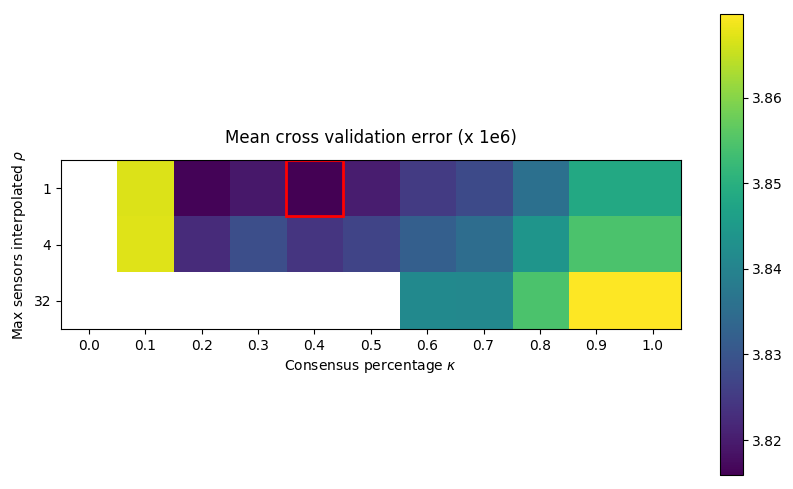 Mean cross validation error (x 1e6)
Max sensors interpolated ρ
1
4
32
0.0 0.1 0.2 0.3 0.4 0.5 0.6 0.7 0.8 0.9 1.0
Consensus percentage κ
3.86
3.85
3.84
3.83
3.82